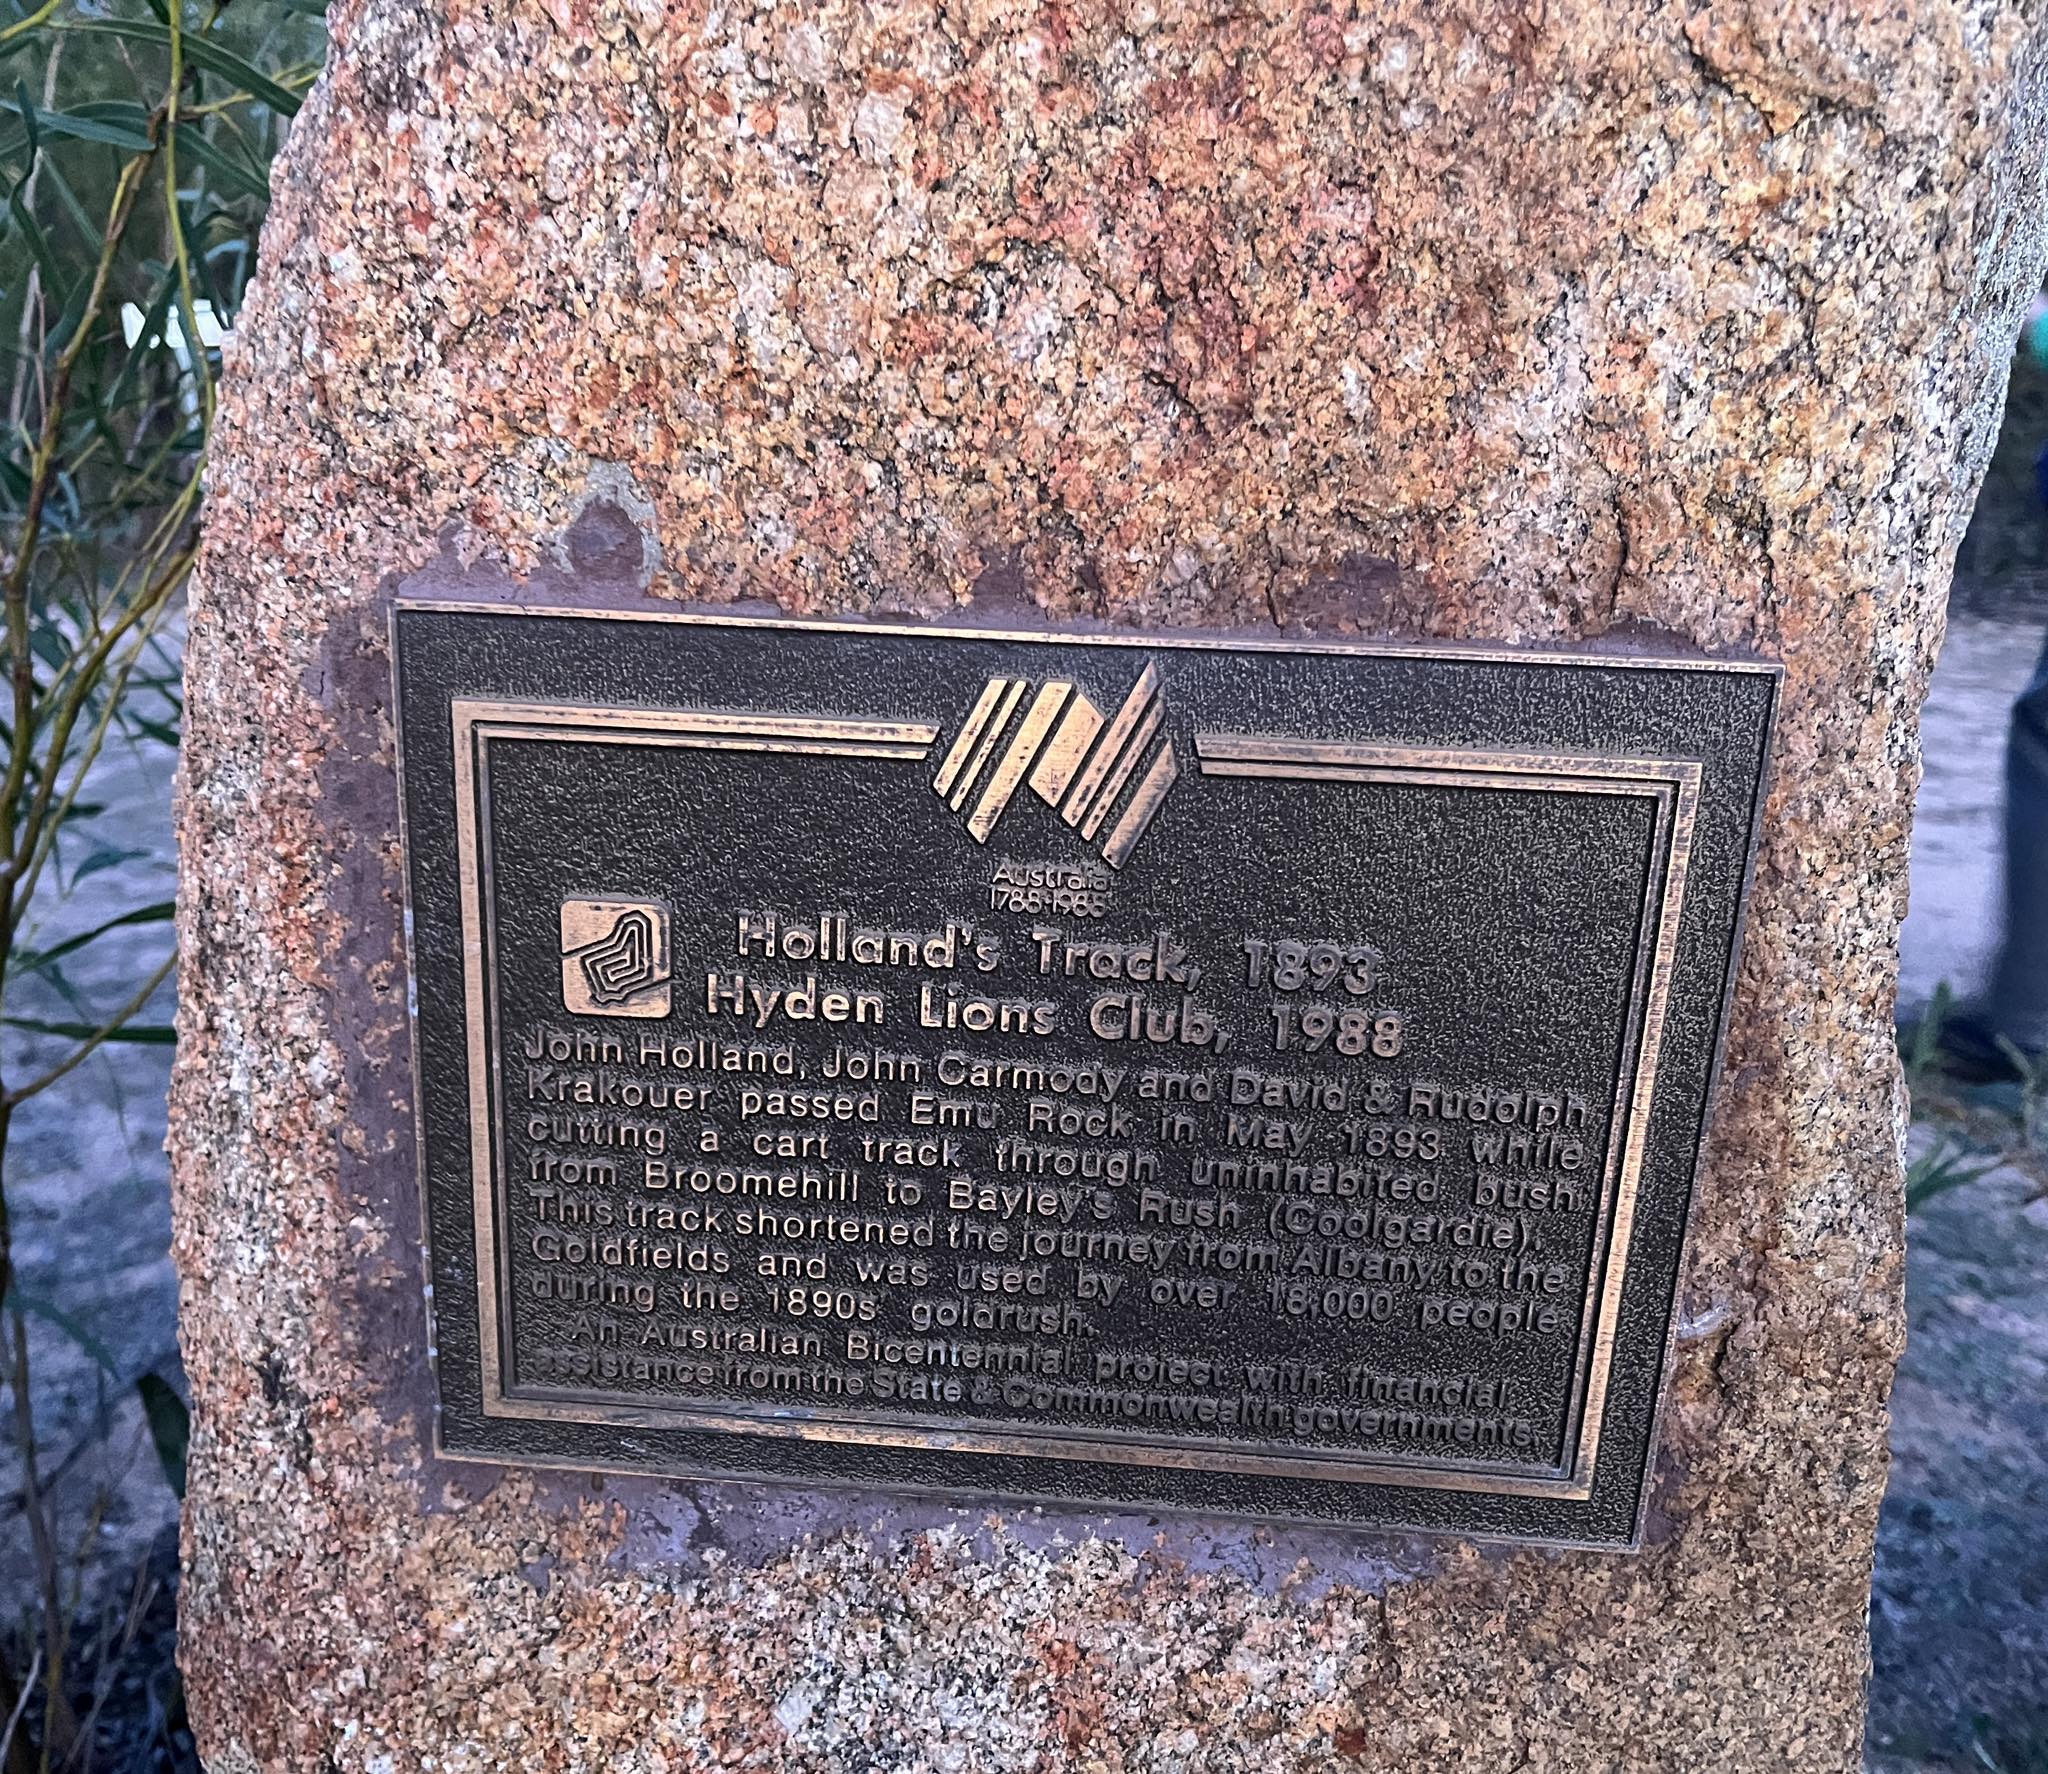 Australia
1788-1988
Holland's Track, 1893
Hyden Lions Club, 1988
John Holland, John Carmody and David & Rudolph
Krakouer passed Emu Rock in May 1893 while
cutting a cart track through uninhabited bush
from Broomehill to Bayley's Rush (Coolgardie).
This track shortened the journey from Albany to the
Goldfields and was used by over 18,000 people
during the 1890s goldrush.
An Australian Bicentennial project with financial
assistance from the State & Commonwealth governments.